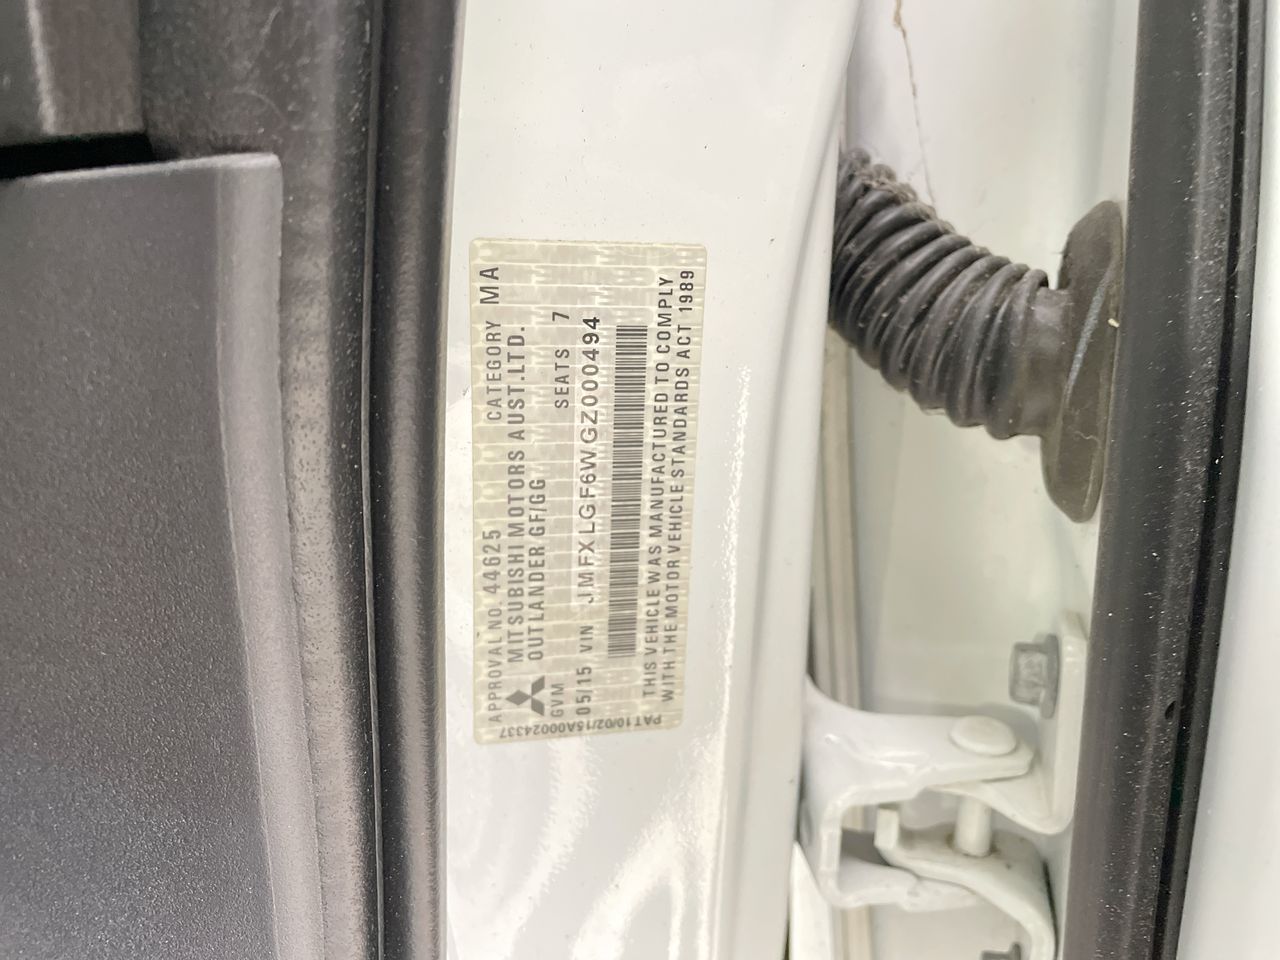 APPROVAL NO. 44625 CATEGORY MA
MITSUBISHI MOTORS AUST.LTD.
OUTLANDER GF/GG
GVM SEATS 7
05/15 VIN JMFXLGF6WGZ000494
THIS VEHICLE WAS MANUFACTURED TO COMPLY
WITH THE MOTOR VEHICLE STANDARDS ACT 1989
PAT10/02/15A00024337